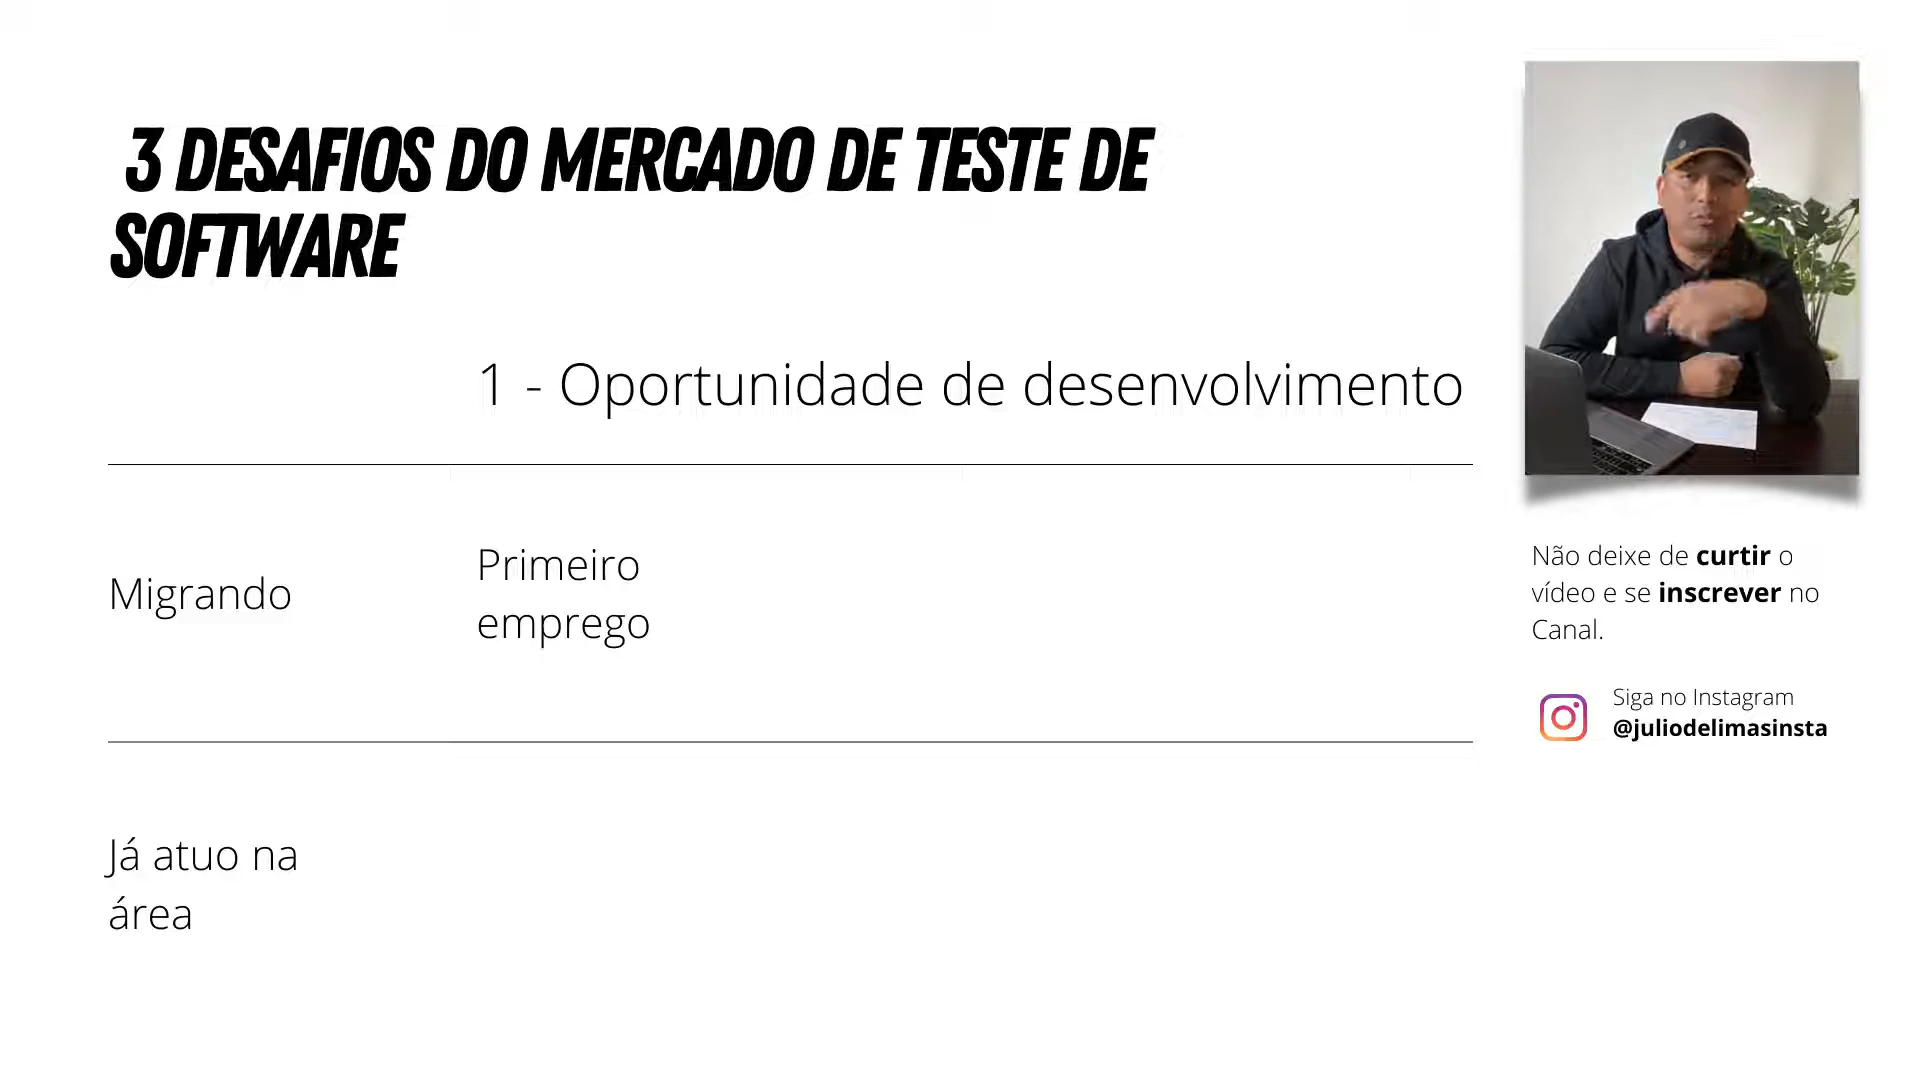 3 DESAFIOS DO MERCADO DE TESTE DE
SOFTWARE
1 - Oportunidade de desenvolvimento
Migrando
Primeiro
emprego
Já atuo na
área
Não deixe de curtir o
vídeo e se inscrever no
Canal.
Siga no Instagram
@juliodelimasinsta